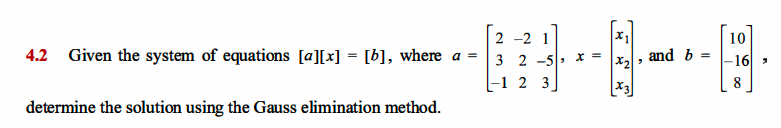 4.2 Given the system of equations [a][x] = [b], where a = [2 -2 1; 3 2 -5; -1 2 3], x = [x₁; x₂; x₃], and b = [10; -16; 8],
determine the solution using the Gauss elimination method.